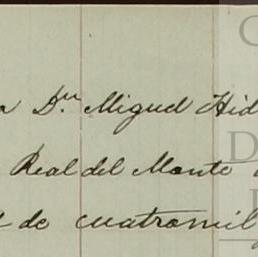 Dn. Miguel Hid
Real del Monte
de cuatromil